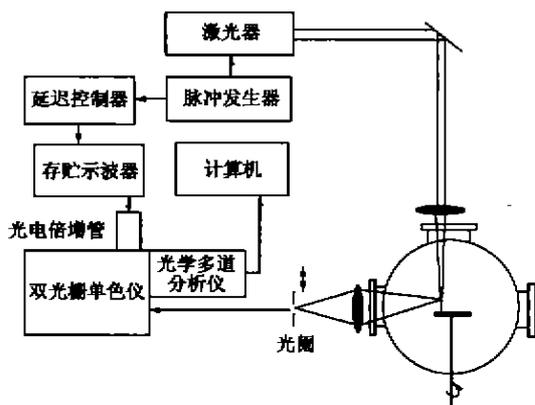 激光器
延迟控制器
脉冲发生器
存贮示波器
计算机
光电倍增管
双光栅单色仪
光学多道
分析仪
光阑